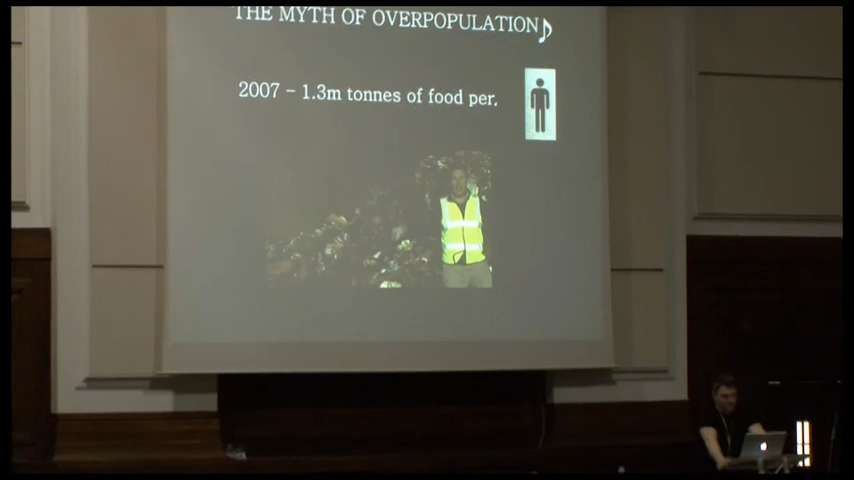 THE MYTH OF OVERPOPULATION
2007 – 1.3m tonnes of food per.